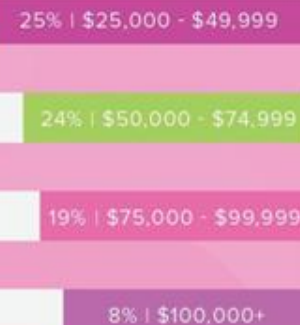 25% | $25,000 - $49,999
24% | $50,000 - $74,999
19% | $75,000 - $99,999
8% | $100,000+